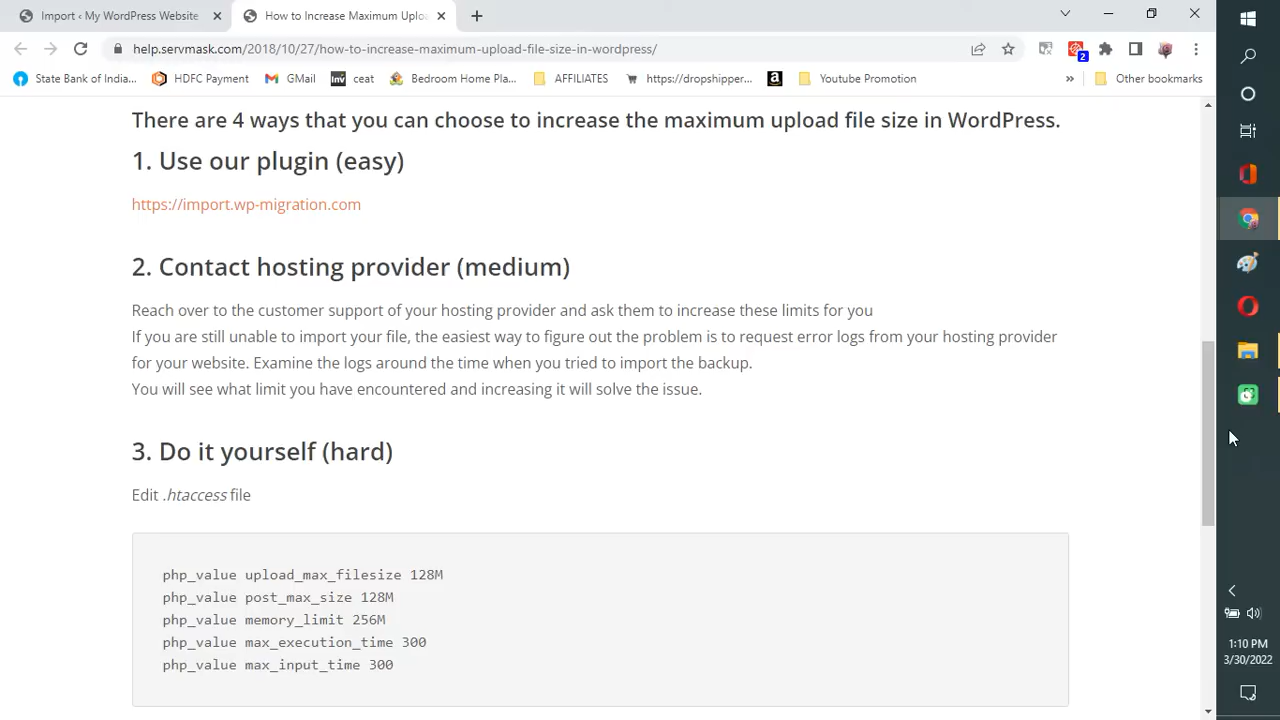 Import ‹ My WordPress Website
How to Increase Maximum Uplo
help.servmask.com/2018/10/27/how-to-increase-maximum-upload-file-size-in-wordpress/
2
State Bank of India...
HDFC Payment
GMail
Inv
ceat
Bedroom Home Pla...
AFFILIATES
https://dropshipper...
a
Youtube Promotion
»
Other bookmarks
There are 4 ways that you can choose to increase the maximum upload file size in WordPress.
1. Use our plugin (easy)
https://import.wp-migration.com
2. Contact hosting provider (medium)
Reach over to the customer support of your hosting provider and ask them to increase these limits for you
If you are still unable to import your file, the easiest way to figure out the problem is to request error logs from your hosting provider
for your website. Examine the logs around the time when you tried to import the backup.
You will see what limit you have encountered and increasing it will solve the issue.
3. Do it yourself (hard)
Edit .htaccess file
php_value upload_max_filesize 128M
php_value post_max_size 128M
php_value memory_limit 256M
php_value max_execution_time 300
php_value max_input_time 300
1:10 PM
3/30/2022